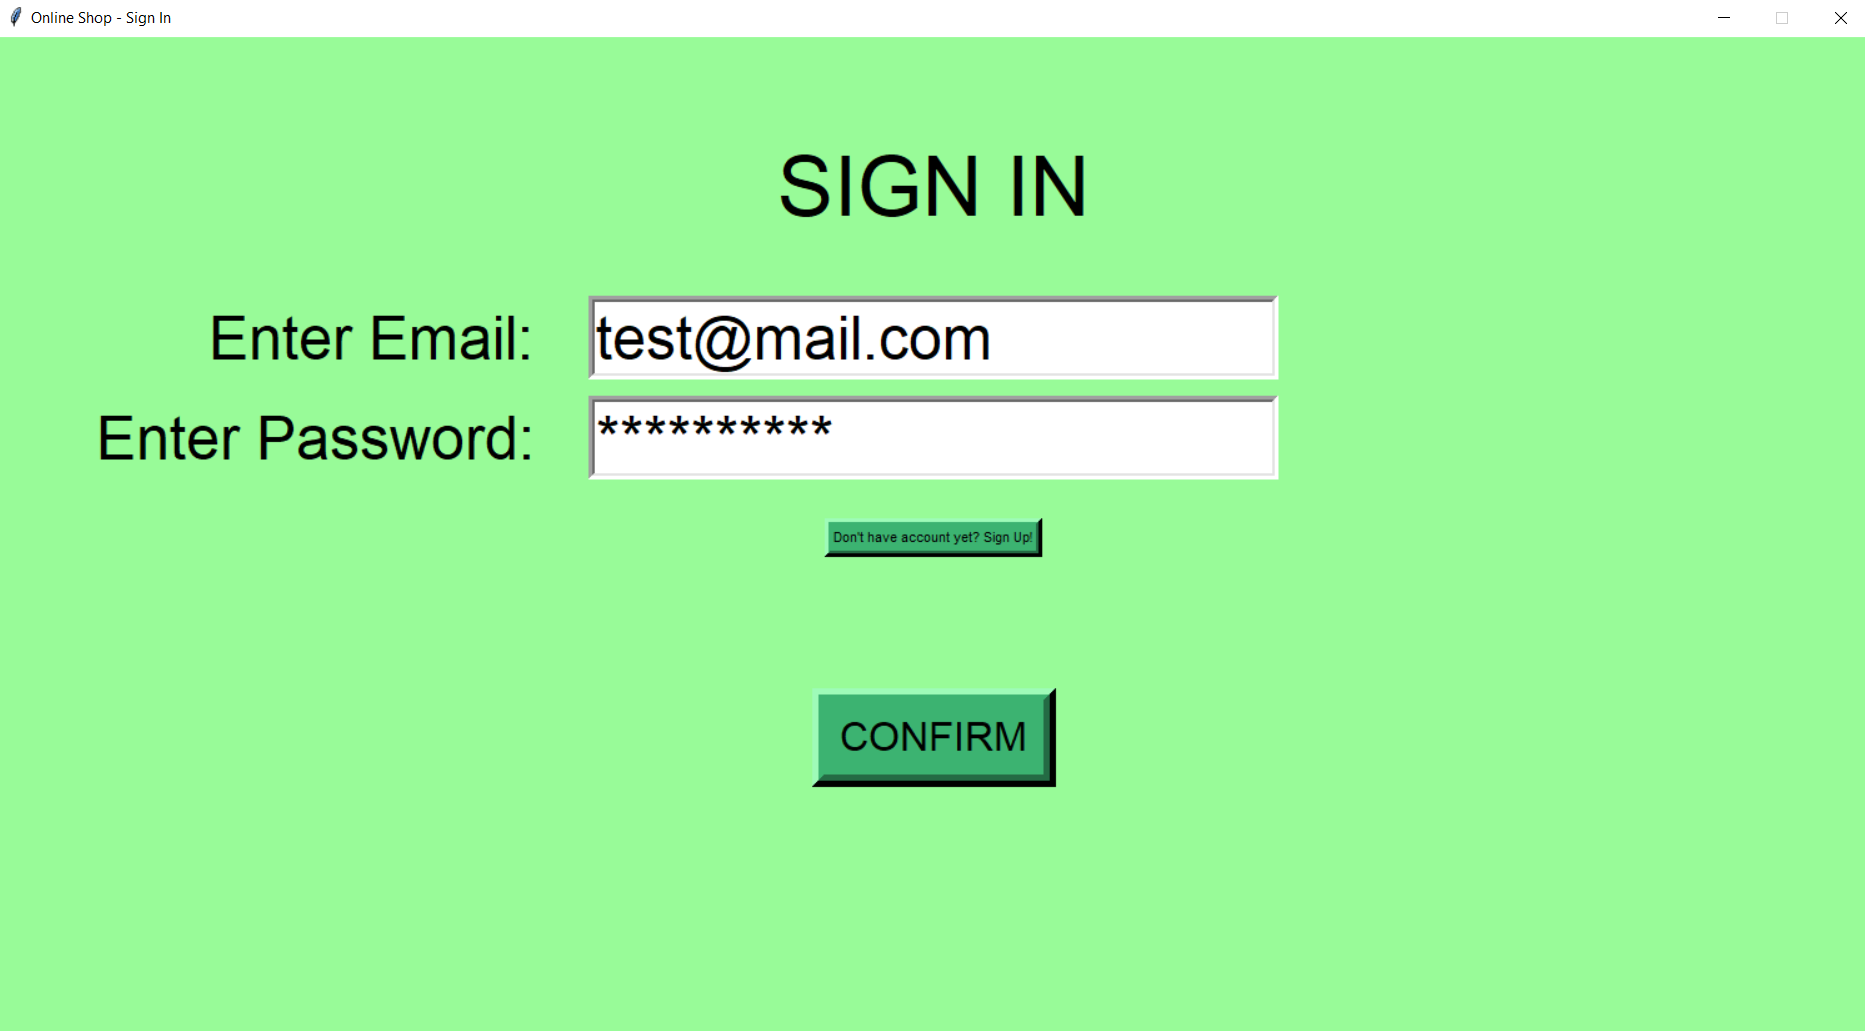 Online Shop - Sign In
SIGN IN
Enter Email: test@mail.com
Enter Password: **********
Don't have account yet? Sign Up!
CONFIRM